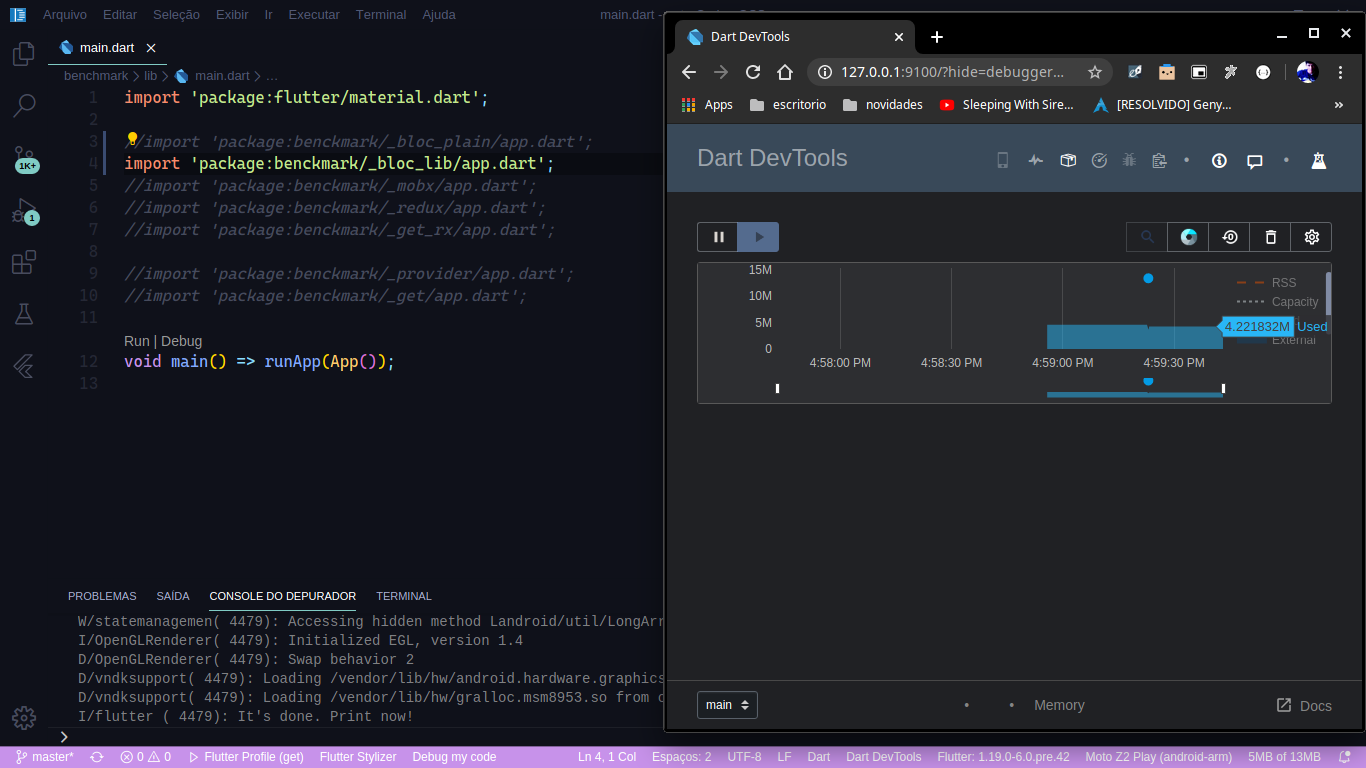 Arquivo Editar Seleção Exibir Ir Executar Terminal Ajuda
main.dart
main.dart
benchmark › lib › main.dart › ...
1 import 'package:flutter/material.dart';
2
3 //import 'package:benckmark/_bloc_plain/app.dart';
4 import 'package:benckmark/_bloc_lib/app.dart';
5 //import 'package:benckmark/_mobx/app.dart';
6 //import 'package:benckmark/_redux/app.dart';
7 //import 'package:benckmark/_get_rx/app.dart';
8
9 //import 'package:benckmark/_provider/app.dart';
10 //import 'package:benckmark/_get/app.dart';
11
Run | Debug
12 void main() => runApp(App());
13
1K+
1
PROBLEMAS SAÍDA CONSOLE DO DEPURADOR TERMINAL
W/statemanagemen( 4479): Accessing hidden method Landroid/util/LongArr
I/OpenGLRenderer( 4479): Initialized EGL, version 1.4
D/OpenGLRenderer( 4479): Swap behavior 2
D/vndksupport( 4479): Loading /vendor/lib/hw/android.hardware.graphics
D/vndksupport( 4479): Loading /vendor/lib/hw/gralloc.msm8953.so from
I/flutter ( 4479): It's done. Print now!
Dart DevTools
127.0.0.1:9100/?hide=debugger...
Apps escritorio novidades Sleeping With Sire... [RESOLVIDO] Geny... »
Dart DevTools
15M
10M
5M
0
4:58:00 PM 4:58:30 PM 4:59:00 PM 4:59:30 PM
RSS
Capacity
4.221832M Used
External
main
Memory
Docs
master* 0 0 Flutter Profile (get) Flutter Stylizer Debug my code Ln 4, 1 Col Espaços: 2 UTF-8 LF Dart Dart DevTools Flutter: 1.19.0-6.0.pre.42 Moto Z2 Play (android-arm) 5MB of 13MB